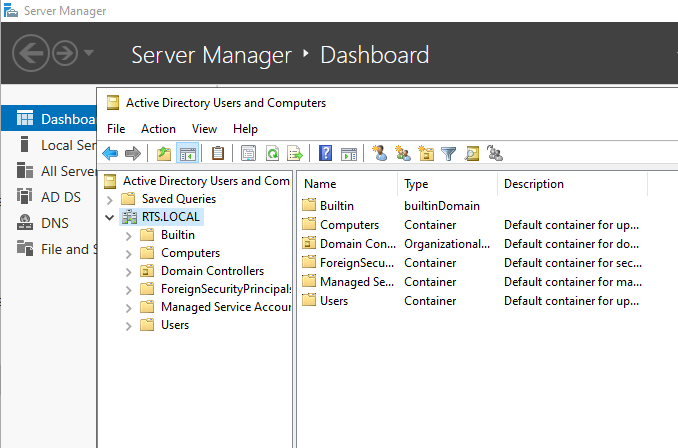 Server Manager
Server Manager ‣ Dashboard
Active Directory Users and Computers
File Action View Help
Dashboa
Local Ser
All Server
AD DS
DNS
File and S
Active Directory Users and Com
Saved Queries
RTS.LOCAL
Builtin
Computers
Domain Controllers
ForeignSecurityPrincipals
Managed Service Accour
Users
Name Type Description
Builtin builtinDomain
Computers Container Default container for up...
Domain Con... Organizational... Default container for do...
ForeignSecu... Container Default container for sec...
Managed Se... Container Default container for ma...
Users Container Default container for up...